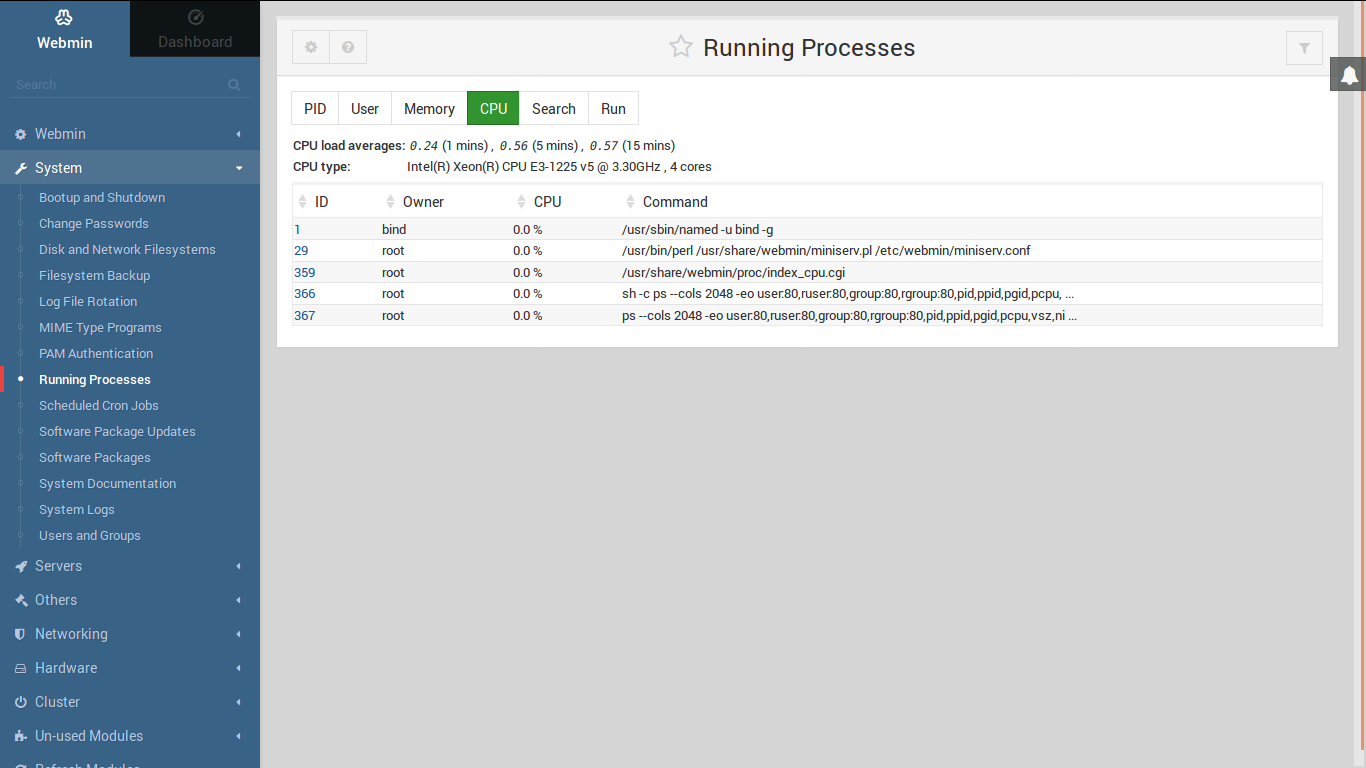 Webmin
Dashboard
Search
Webmin
System
Bootup and Shutdown
Change Passwords
Disk and Network Filesystems
Filesystem Backup
Log File Rotation
MIME Type Programs
PAM Authentication
Running Processes
Scheduled Cron Jobs
Software Package Updates
Software Packages
System Documentation
System Logs
Users and Groups
Servers
Others
Networking
Hardware
Cluster
Un-used Modules
Refresh Modules
Running Processes
PID User Memory CPU Search Run
CPU load averages: 0.24 (1 mins) , 0.56 (5 mins) , 0.57 (15 mins)
CPU type: Intel(R) Xeon(R) CPU E3-1225 v5 @ 3.30GHz , 4 cores
ID Owner CPU Command
1 bind 0.0 % /usr/sbin/named -u bind -g
29 root 0.0 % /usr/bin/perl /usr/share/webmin/miniserv.pl /etc/webmin/miniserv.conf
359 root 0.0 % /usr/share/webmin/proc/index_cpu.cgi
366 root 0.0 % sh -c ps --cols 2048 -eo user:80,ruser:80,group:80,rgroup:80,pid,ppid,pgid,pcpu, ...
367 root 0.0 % ps --cols 2048 -eo user:80,ruser:80,group:80,rgroup:80,pid,ppid,pgid,pcpu,vsz,ni ...